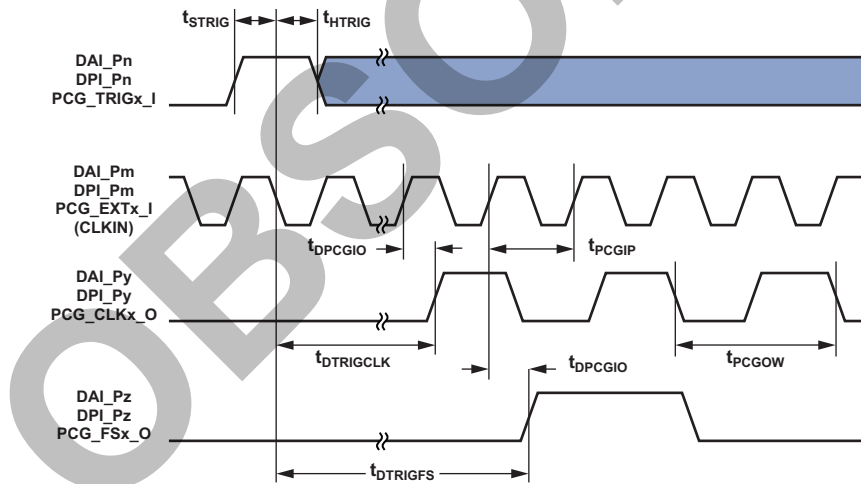 tSTRIG
tHTRIG
DAI_Pn
DPI_Pn
PCG_TRIGx_I
DAI_Pm
DPI_Pm
PCG_EXTx_I
(CLKIN)
tDPCGIO
tPCGIP
DAI_Py
DPI_Py
PCG_CLKx_O
tDTRIGCLK
tDPCGIO
tPCGOW
DAI_Pz
DPI_Pz
PCG_FSx_O
tDTRIGFS
OBSO